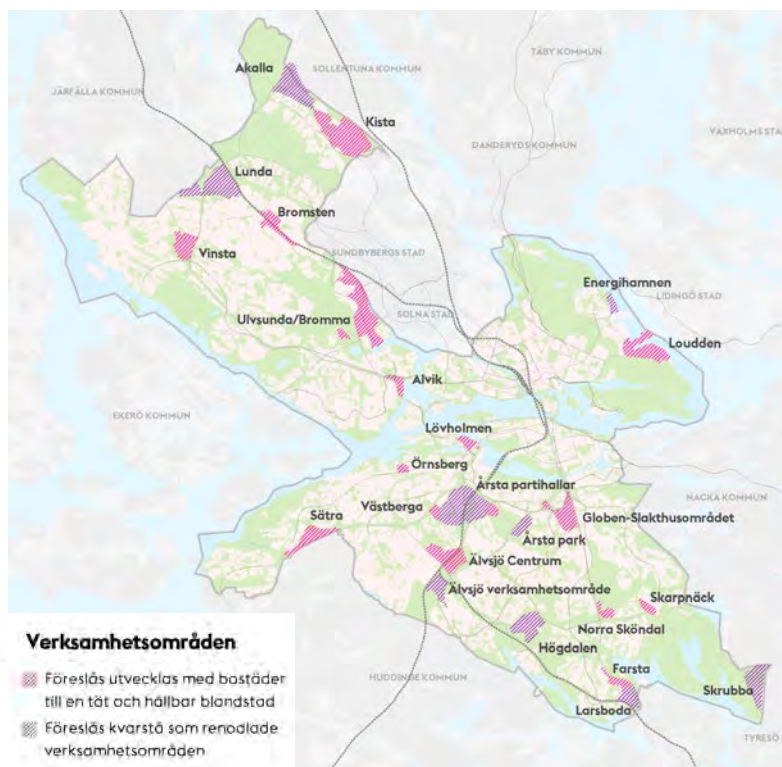 TÄBY KOMMUN
Akalla
SOLLENTUNA KOMMUN
JÄRFÄLLA KOMMUN
Kista
VAXHOLMS STA
DANDERYDS KOMMUN
Lunda
Bromsten
Vinsta
SUNDBYBERGS STAD
Energihamnen
LIDINGÖ STAD
SOLNA STAD
Ulvsunda/Bromma
Loudden
Alvik
EKERÖ KOMMUN
Lövholmen
Örnsberg
Årsta partihallar
NACKA KOMMUN
Västberga
Sätra
Globen-Slakthusområdet
Årsta park
Älvsjö Centrum
Älvsjö verksamhetsområde
Skarpnäck
Norra Sköndal
Högdalen
HUDDINGE KOMMUN
Farsta
Skrubba
Larsboda
TYRESÖ
Verksamhetsområden
Föreslås utvecklas med bostäder
till en tät och hållbar blandstad
Föreslås kvarstå som renodlade
verksamhetsområden